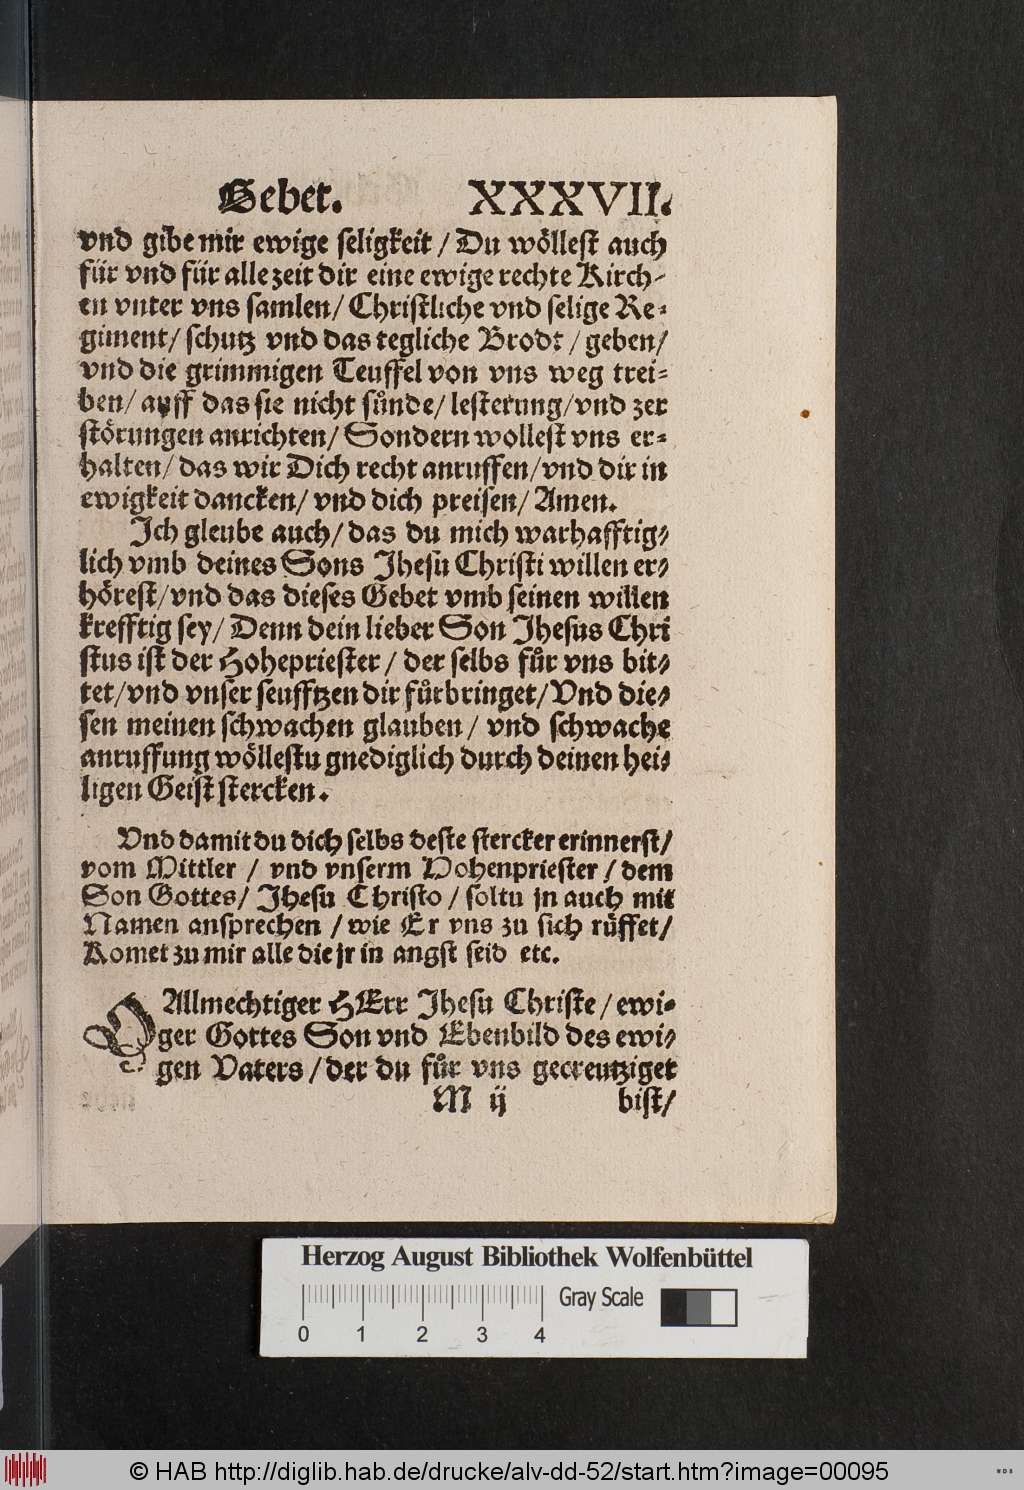 Gebet. XXXVII.
vnd gibe mir ewige seligkeit / Du wöllest auch
für vnd für alle zeit dir eine ewige rechte Kirch-
en vnter vns samlen / Christliche vnd selige Re-
giment / schutz vnd das tegliche Brodt / geben /
vnd die grimmigen Teuffel von vns weg trei-
ben / auff das sie nicht sůnde / lesterung / vnd zer
störungen anrichten / Sondern wollest vns er-
halten / das wir Dich recht anruffen / vnd dir in
ewigkeit dancken / vnd dich preisen / Amen.
Ich gleube auch / das du mich warhafftig-
lich vmb deines Sons Jhesu Christi willen er-
hörest / vnd das dieses Gebet vmb seinen willen
krefftig sey / Denn dein lieber Son Jhesus Chri
stus ist der Hohepriester / der selbs fůr vns bit-
tet / vnd vnser seufftzen dir fůrbringet / Vnd die-
sen meinen schwachen glauben / vnd schwache
anruffung wöllestu gnediglich durch deinen hei-
ligen Geist stercken.
Vnd damit du dich selbs deste stercker erinnerst /
vom Mittler / vnd vnserm Hohenpriester / dem
Son Gottes / Jhesu Christo / soltu jn auch mit
Namen ansprechen / wie Er vns zu sich rüffet /
Komet zu mir alle die jr in angst seid etc.
O Allmechtiger HErr Jhesu Christe / ewi-
ger Gottes Son vnd Ebenbild des ewi-
gen Vaters / der du fůr vns gecreutziget
M ij bist /
Herzog August Bibliothek Wolfenbüttel
Gray Scale
0 1 2 3 4
© HAB http://diglib.hab.de/drucke/alv-dd-52/start.htm?image=00095